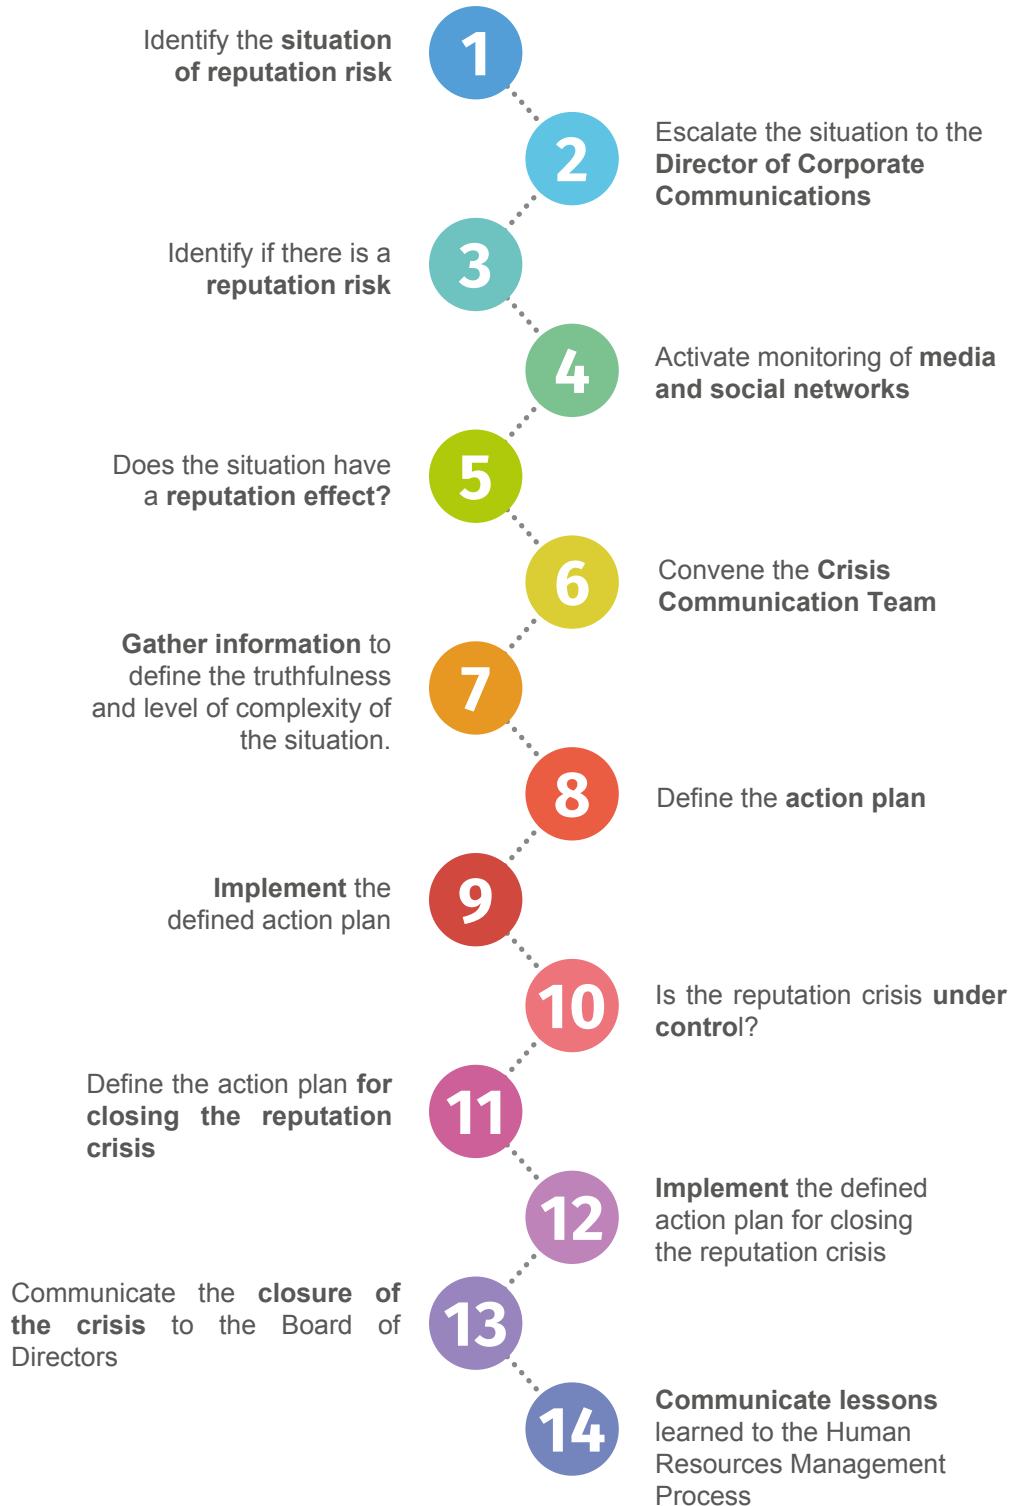 Identify the situation
of reputation risk
1
2
Escalate the situation to the
Director of Corporate
Communications
Identify if there is a
reputation risk
3
4
Activate monitoring of media
and social networks
Does the situation have
a reputation effect?
5
6
Convene the Crisis
Communication Team
Gather information to
define the truthfulness
and level of complexity of
the situation.
7
8
Define the action plan
Implement the
defined action plan
9
10
Is the reputation crisis under
control?
Define the action plan for
closing the reputation
crisis
11
12
Implement the defined
action plan for closing
the reputation crisis
Communicate the closure of
the crisis to the Board of
Directors
13
14
Communicate lessons
learned to the Human
Resources Management
Process